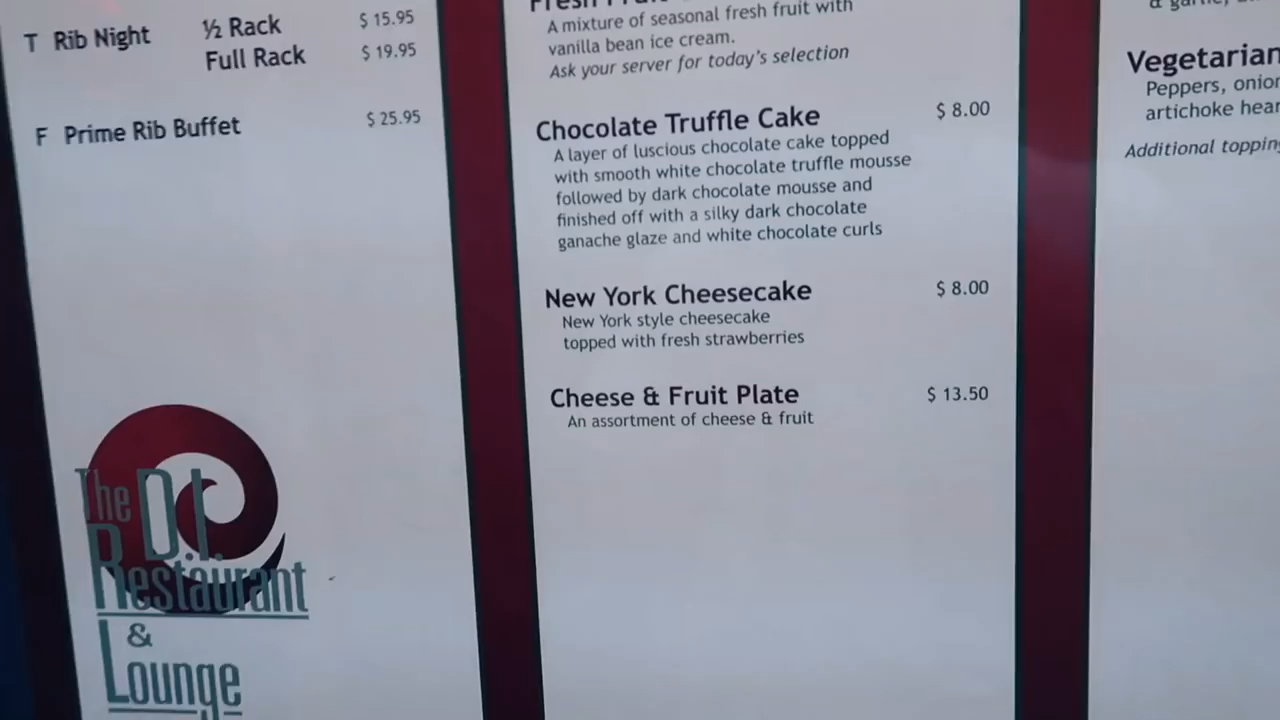 T Rib Night ½ Rack $ 15.95
Full Rack $ 19.95
F Prime Rib Buffet $ 25.95
The D.I.
Restaurant
&
Lounge
Fresh
A mixture of seasonal fresh fruit with
vanilla bean ice cream.
Ask your server for today's selection
Chocolate Truffle Cake $ 8.00
A layer of luscious chocolate cake topped
with smooth white chocolate truffle mousse
followed by dark chocolate mousse and
finished off with a silky dark chocolate
ganache glaze and white chocolate curls
New York Cheesecake $ 8.00
New York style cheesecake
topped with fresh strawberries
Cheese & Fruit Plate $ 13.50
An assortment of cheese & fruit
Vegetarian
Peppers,
artichoke
Additional